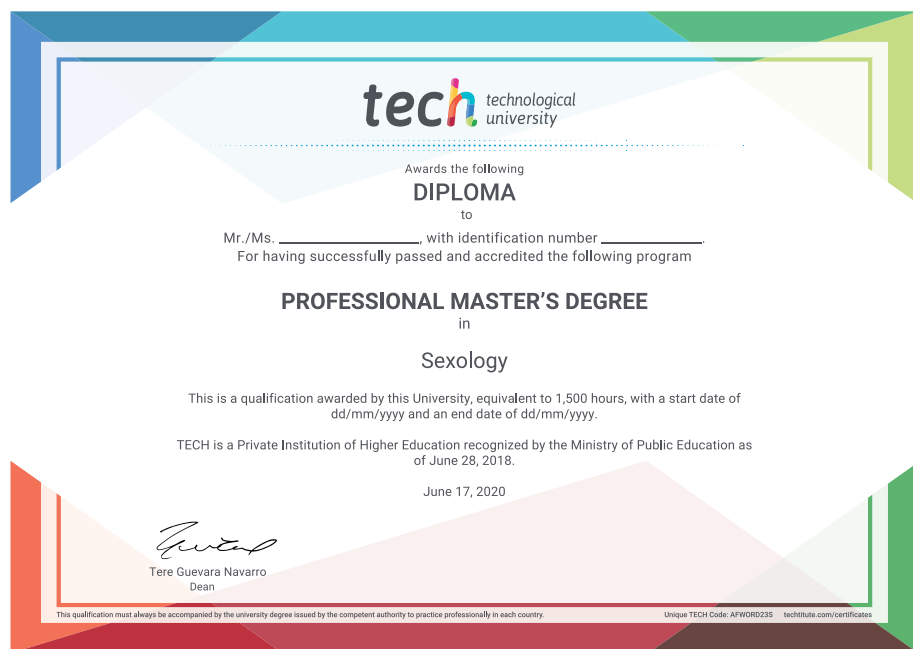 tech technological
university
Awards the following
DIPLOMA
to
Mr./Ms. ____________________, with identification number ______________.
For having successfully passed and accredited the following program
PROFESSIONAL MASTER'S DEGREE
in
Sexology
This is a qualification awarded by this University, equivalent to 1,500 hours, with a start date of
dd/mm/yyyy and an end date of dd/mm/yyyy.
TECH is a Private Institution of Higher Education recognized by the Ministry of Public Education as
of June 28, 2018.
June 17, 2020
Tere Guevara Navarro
Dean
This qualification must always be accompanied by the university degree issued by the competent authority to practice professionally in each country. Unique TECH Code: AFWORD23S techtitute.com/certificates